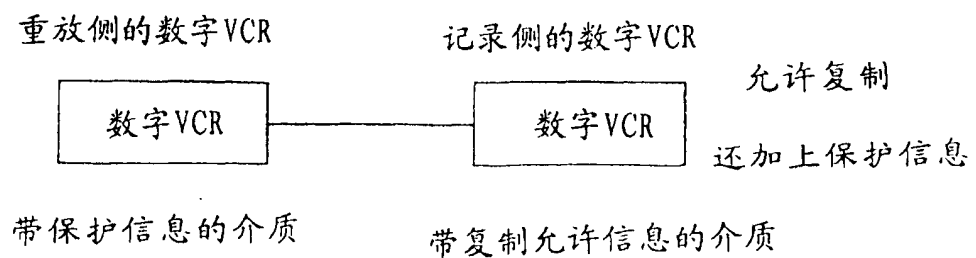 重放侧的数字VCR
记录侧的数字VCR
允许复制
数字VCR
数字VCR
还加上保护信息
带保护信息的介质
带复制允许信息的介质